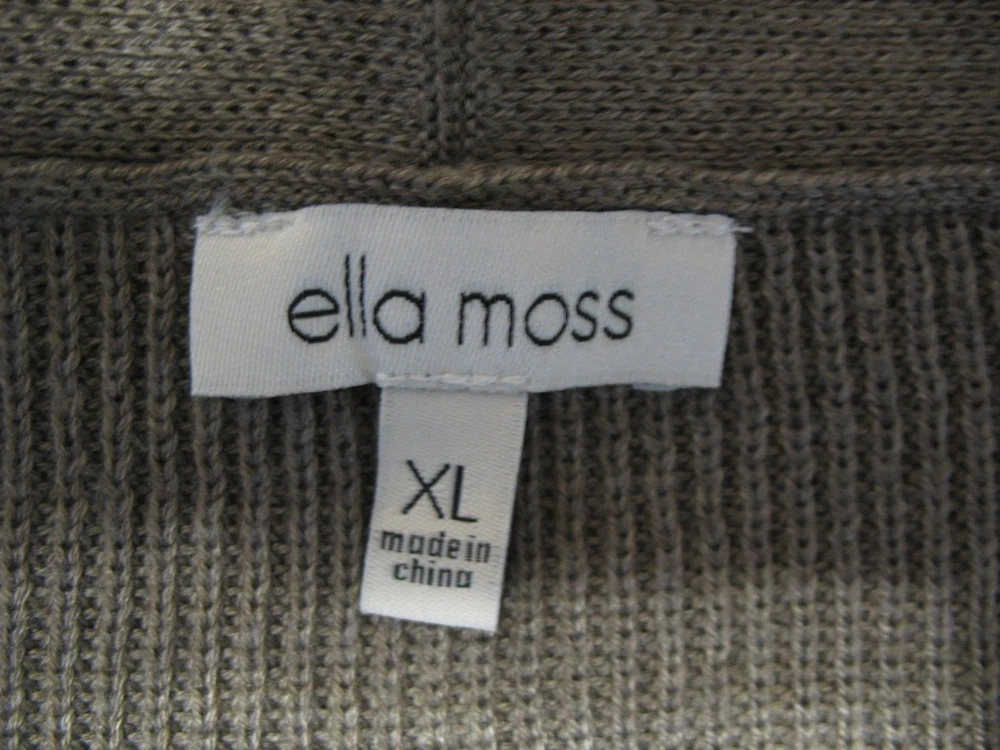 ella moss
XL
made in
china